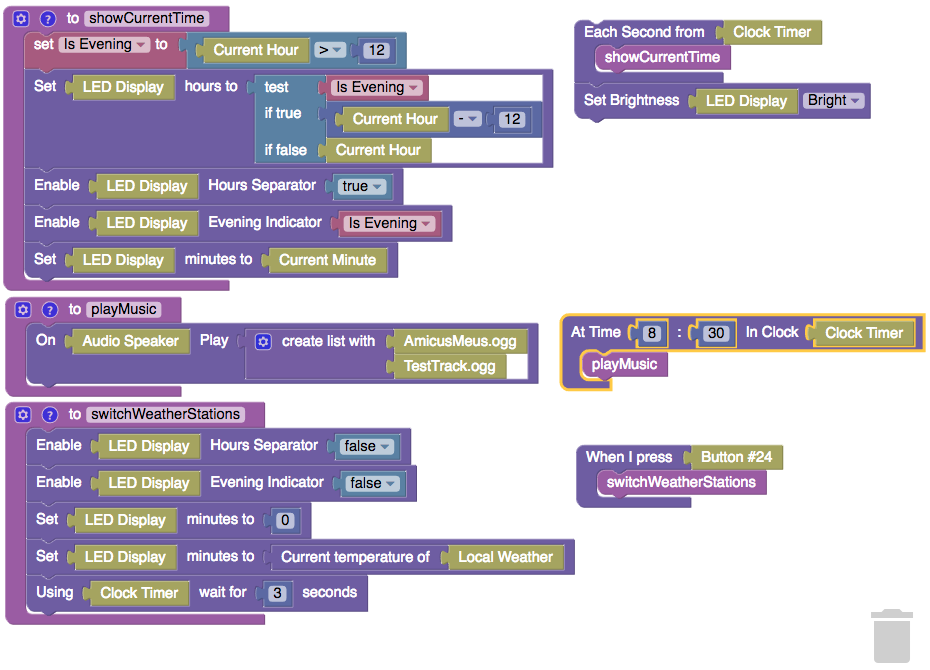 ? to showCurrentTime
set Is Evening to Current Hour > 12
Set LED Display hours to test Is Evening
if true Current Hour - 12
if false Current Hour
Enable LED Display Hours Separator true
Enable LED Display Evening Indicator Is Evening
Set LED Display minutes to Current Minute
? to playMusic
On Audio Speaker Play create list with AmicusMeus.ogg
TestTrack.ogg
? to switchWeatherStations
Enable LED Display Hours Separator false
Enable LED Display Evening Indicator false
Set LED Display minutes to 0
Set LED Display minutes to Current temperature of Local Weather
Using Clock Timer wait for 3 seconds
Each Second from Clock Timer
showCurrentTime
Set Brightness LED Display Bright
At Time 8 : 30 In Clock Clock Timer
playMusic
When I press Button #24
switchWeatherStations